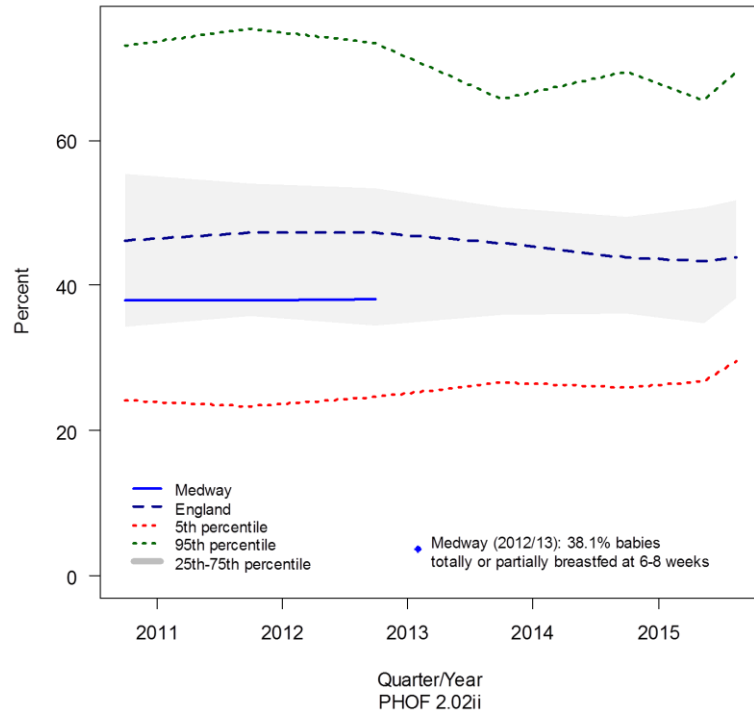 60
40
20
0
Percent
Medway
England
5th percentile
95th percentile
25th-75th percentile
Medway (2012/13): 38.1% babies
totally or partially breastfed at 6-8 weeks
2011 2012 2013 2014 2015
Quarter/Year
PHOF 2.02ii